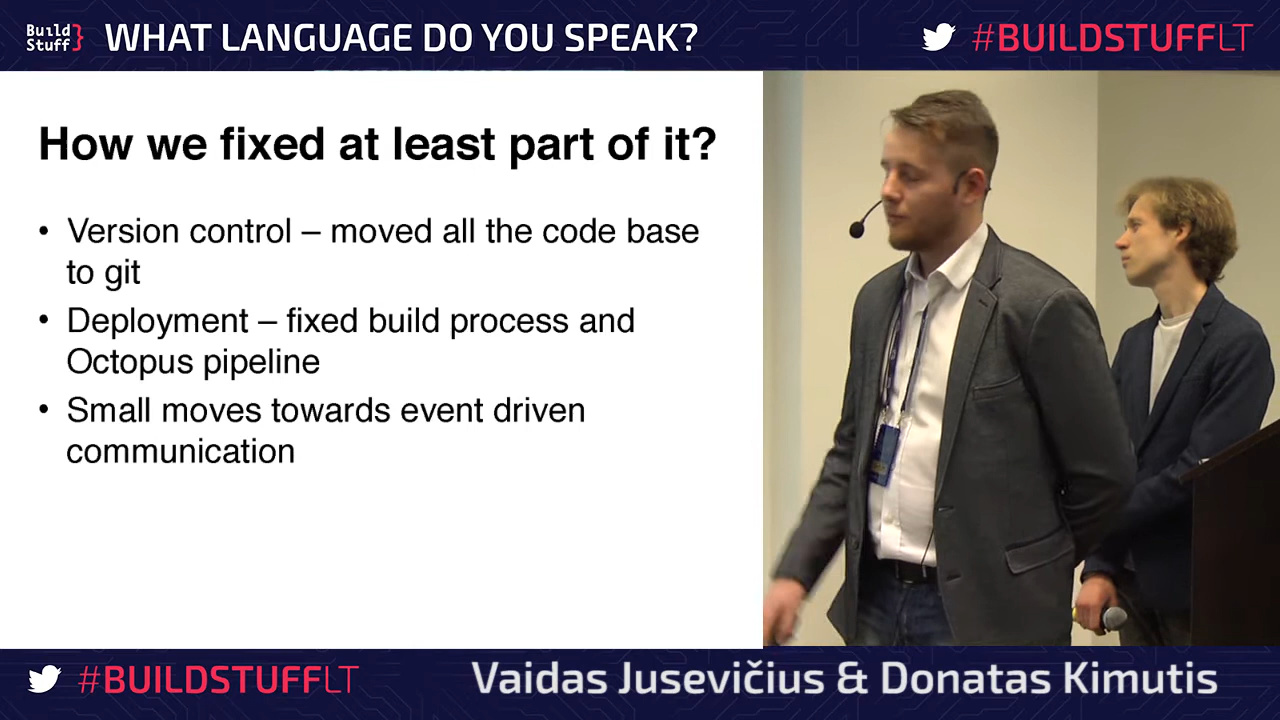 Build
Stuff}
WHAT LANGUAGE DO YOU SPEAK?
#BUILDSTUFFLT
How we fixed at least part of it?
• Version control – moved all the code base
to git
• Deployment – fixed build process and
Octopus pipeline
• Small moves towards event driven
communication
#BUILDSTUFFLT
Vaidas Jusevičius & Donatas Kimutis